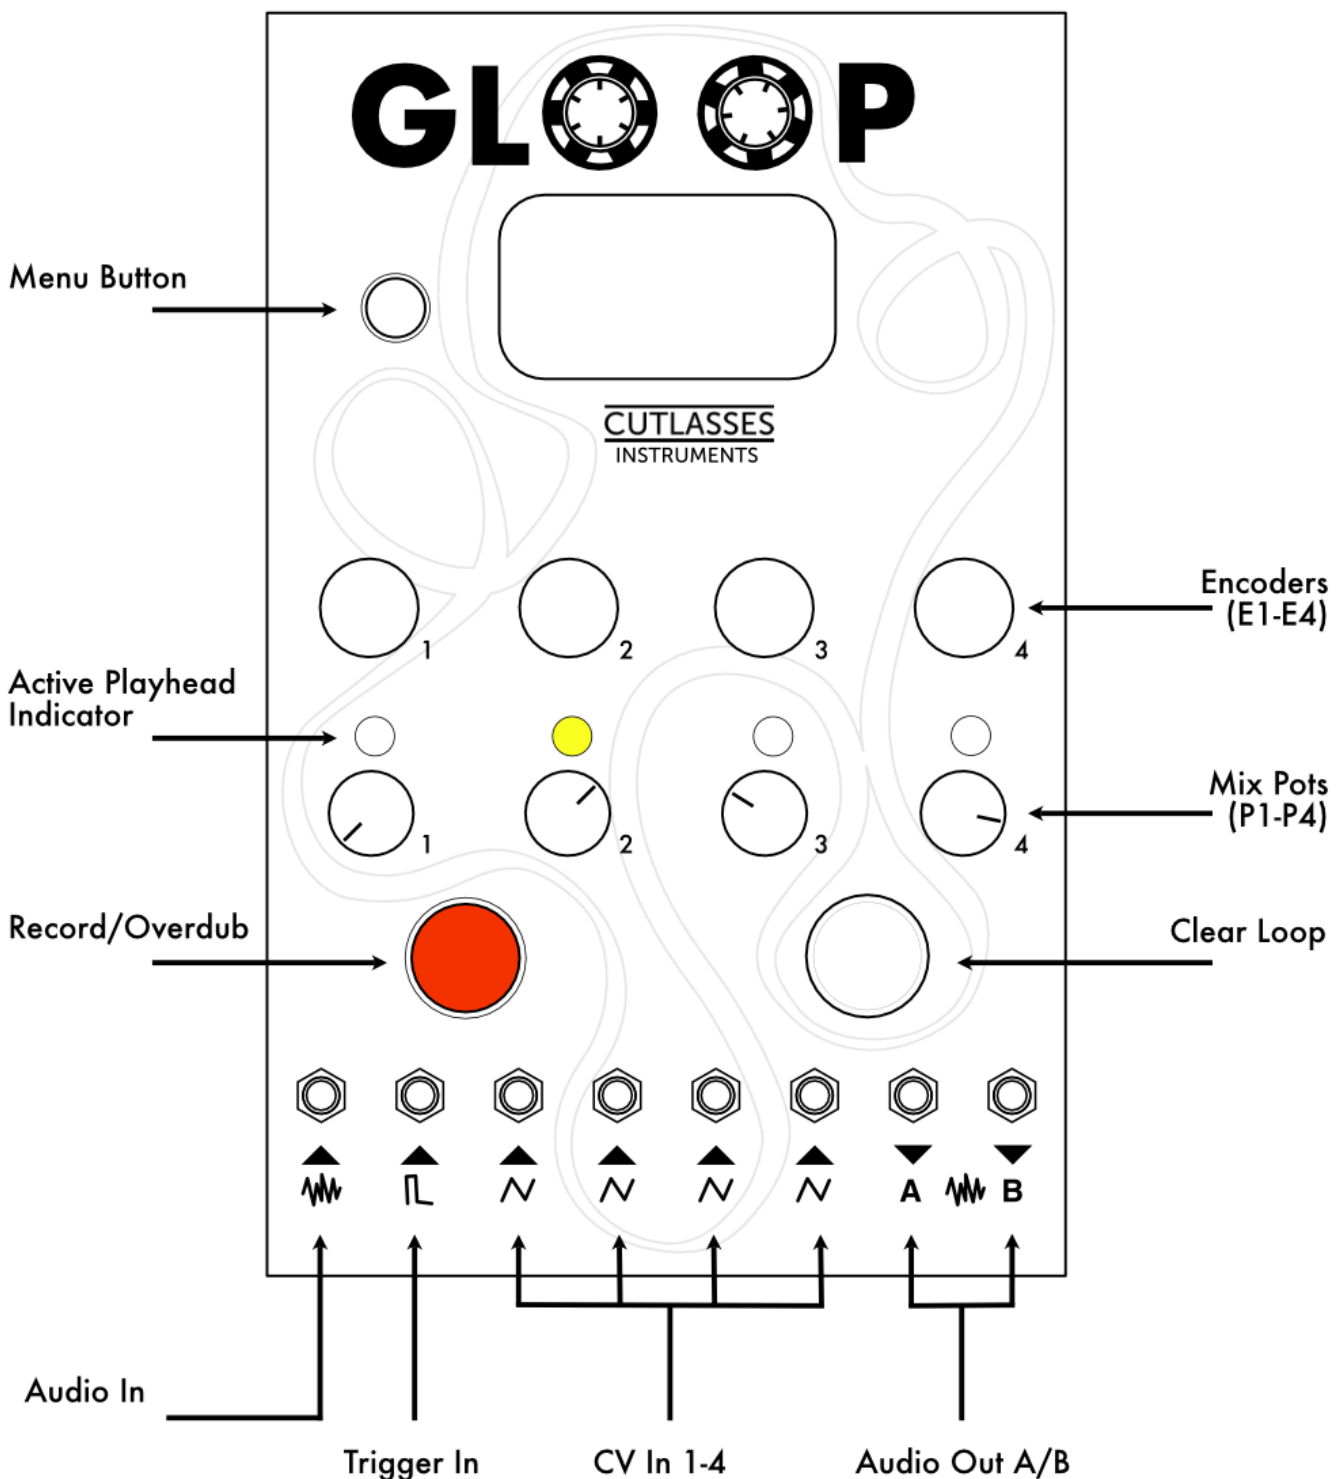 GLOOP
Menu Button
CUTLASSES
INSTRUMENTS
Encoders
(E1-E4)
1 2 3 4
Active Playhead
Indicator
Mix Pots
(P1-P4)
1 2 3 4
Record/Overdub
Clear Loop
A B
Audio In
Trigger In
CV In 1-4
Audio Out A/B